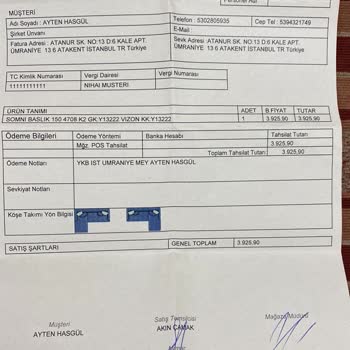 Personel Adı
MÜŞTERİ
Adı Soyadı : AYTEN HASGÜL
Telefon : 5302805935
Cep Tel : 5394321749
Şirket Ünvanı
E-Mail:
Fatura Adresi : ATANUR SK. NO:13 D:6 KALE APT. ÜMRANIYE 13 6 ATAKENT İSTANBUL TR Türkiye
Sevk Adresi : ATANUR SK. NO:13 D:6 KALE APT. ÜMRANIYE 13 6 ATAKENT İSTANBUL TR Türkiye
TC Kimlik Numarası
Vergi Dairesi
Vergi Numarası
11111111111
NIHAI MUSTERI
ÜRÜN TANIMI
ADET
B.FİYAT
TUTAR
SOMNI BASLIK 150 4708 K2 GK.Y13222 VIZON KK.Y13222
1
3.925,90
3.925,90
Ödeme Bilgileri
Ödeme Yöntemi
Banka Hesabı
Tahsilat Tutarı
Mğz. POS Tahsilat
3.925,90
Toplam Tahsilat Tutarı
3.925,90
Ödeme Notları
YKB IST UMRANIYE MEY AYTEN HASGÜL
Sevkiyat Notları
Köşe Takımı Yön Bilgisi
SATIŞ ŞARTLARI
GENEL TOPLAM
3.925,90
Müşteri
AYTEN HASGÜL
Satış Temsilcisi
AKIN ÇAMAK
Mağaza Müdürü